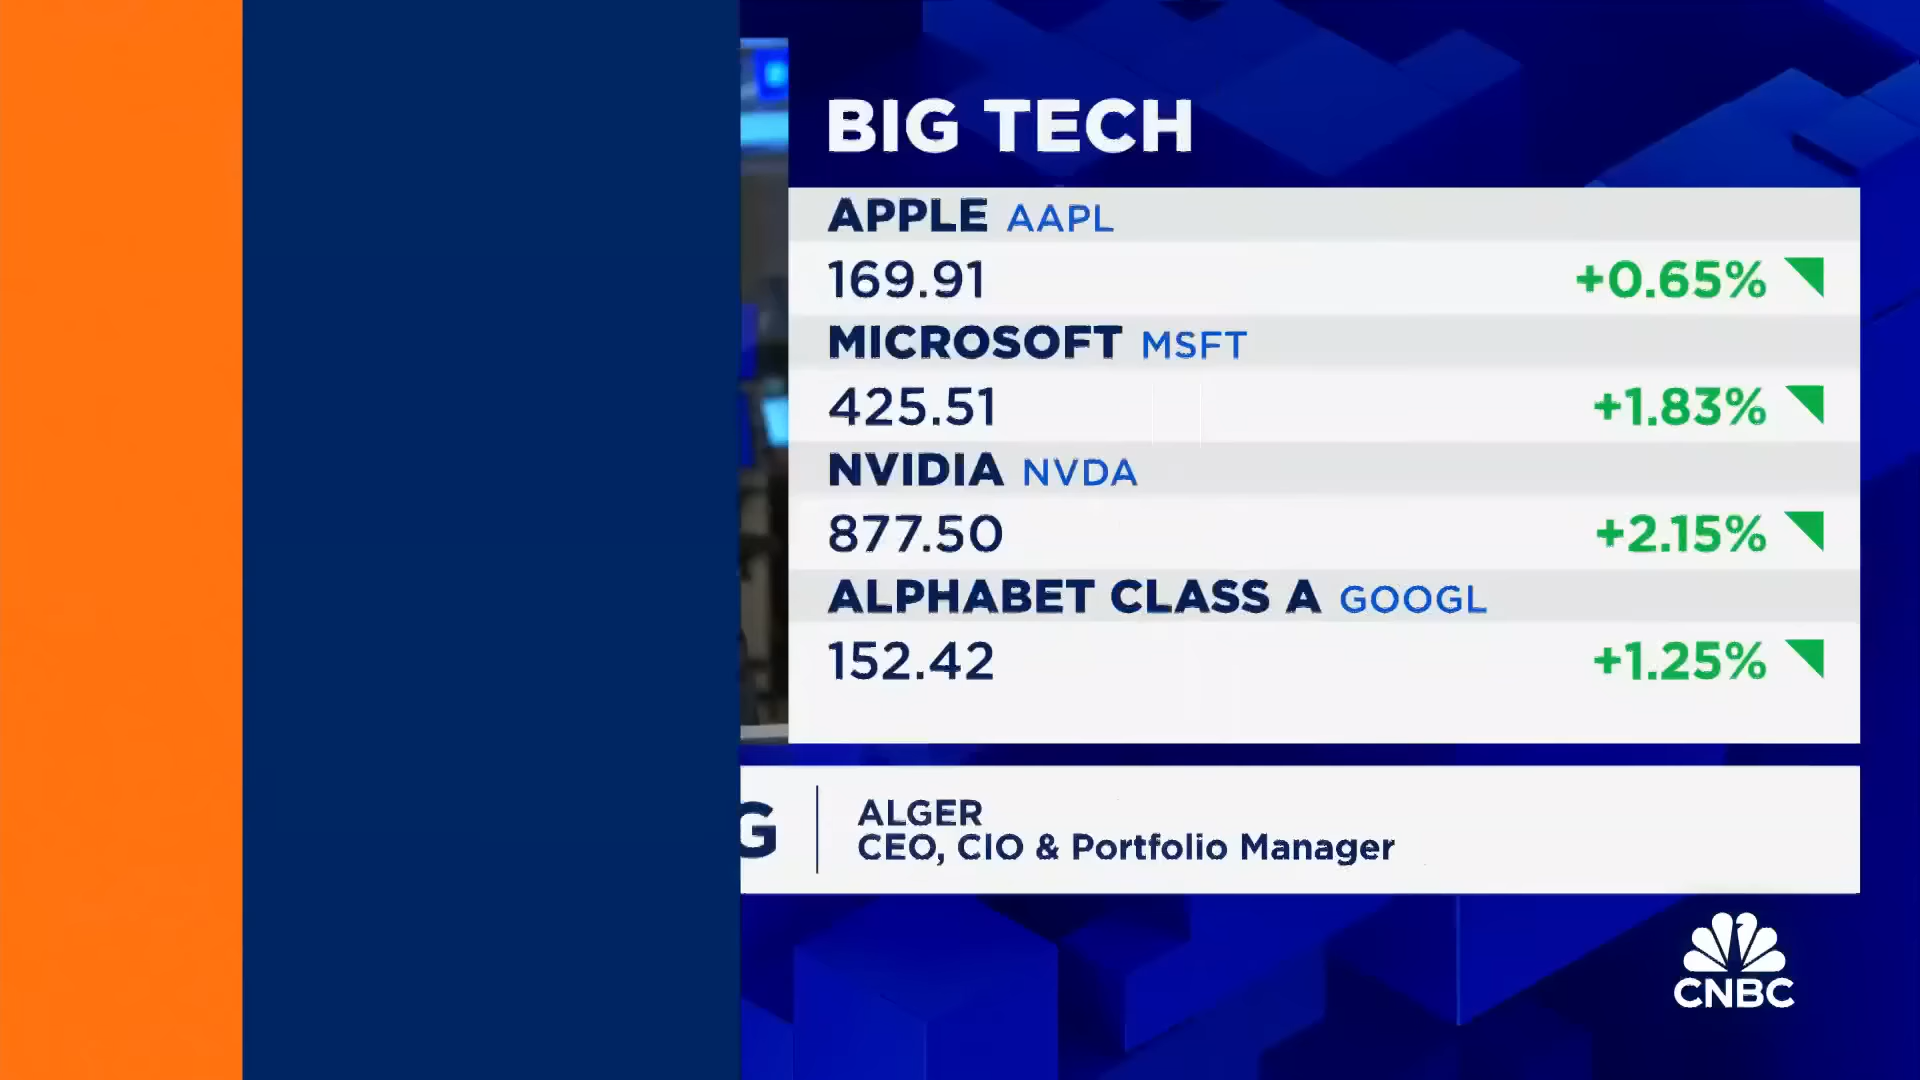 BIG TECH
APPLE AAPL
169.91 +0.65%
MICROSOFT MSFT
425.51 +1.83%
NVIDIA NVDA
877.50 +2.15%
ALPHABET CLASS A GOOGL
152.42 +1.25%
G
ALGER
CEO, CIO & Portfolio Manager
CNBC